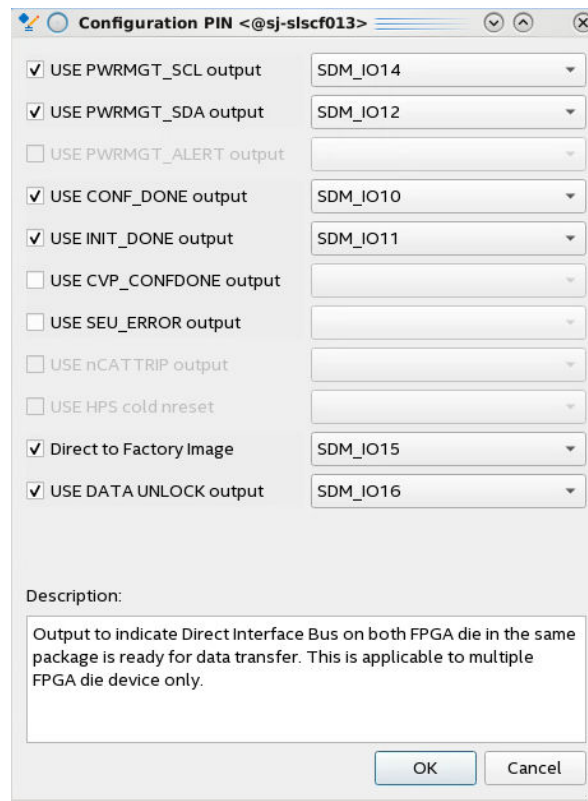 Configuration PIN <@sj-slscf013>
USE PWRMGT_SCL output SDM_IO14
USE PWRMGT_SDA output SDM_IO12
USE PWRMGT_ALERT output
USE CONF_DONE output SDM_IO10
USE INIT_DONE output SDM_IO11
USE CVP_CONFDONE output
USE SEU_ERROR output
USE nCATTRIP output
USE HPS cold nreset
Direct to Factory Image SDM_IO15
USE DATA UNLOCK output SDM_IO16
Description:
Output to indicate Direct Interface Bus on both FPGA die in the same
package is ready for data transfer. This is applicable to multiple
FPGA die device only.
OK Cancel